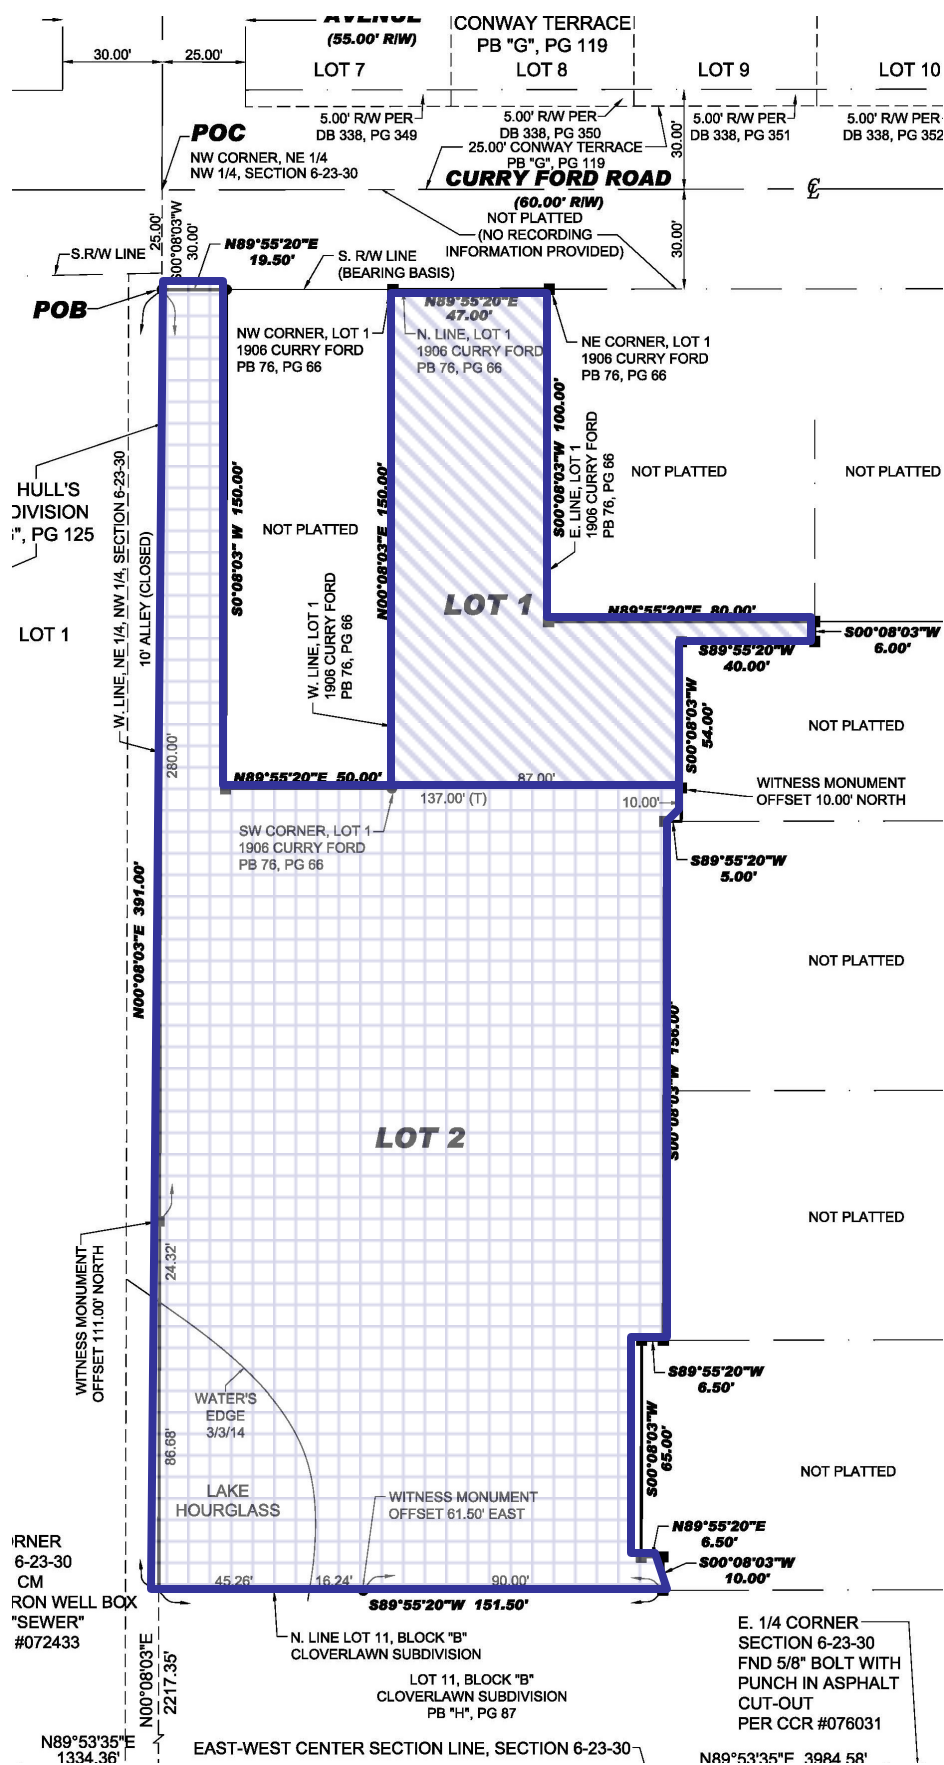 AVENUE
(55.00' R/W)
CONWAY TERRACE
PB "G", PG 119
30.00'
25.00'
LOT 7
LOT 8
LOT 9
LOT 10
5.00' R/W PER
DB 338, PG 349
5.00' R/W PER
DB 338, PG 350
5.00' R/W PER
DB 338, PG 351
5.00' R/W PER
DB 338, PG 352
POC
NW CORNER, NE 1/4
NW 1/4, SECTION 6-23-30
25.00' CONWAY TERRACE
PB "G", PG 119
30.00'
CURRY FORD ROAD
(60.00' R/W)
NOT PLATTED
(NO RECORDING
INFORMATION PROVIDED)
30.00'
25.00'
S00°08'03"W
30.00'
S.R/W LINE
N89°55'20"E
19.50'
S. R/W LINE
(BEARING BASIS)
POB
N89°55'20"E
47.00'
NW CORNER, LOT 1
1906 CURRY FORD
PB 76, PG 66
N. LINE, LOT 1
1906 CURRY FORD
PB 76, PG 66
NE CORNER, LOT 1
1906 CURRY FORD
PB 76, PG 66
S00°08'03"W 100.00'
E. LINE, LOT 1
1906 CURRY FORD
PB 76, PG 66
NOT PLATTED
NOT PLATTED
HULL'S
DIVISION
", PG 125
LOT 1
W. LINE, NE 1/4, NW 1/4, SECTION 6-23-30
10' ALLEY (CLOSED)
S0°08'03" W 150.00'
NOT PLATTED
N00°08'03"E 150.00'
W. LINE, LOT 1
1906 CURRY FORD
PB 76, PG 66
LOT 1
N89°55'20"E 80.00'
S00°08'03"W
6.00'
S89°55'20"W
40.00'
S00°08'03"W
54.00'
NOT PLATTED
280.00'
N89°55'20"E 50.00'
87.00'
137.00' (T)
10.00'
WITNESS MONUMENT
OFFSET 10.00' NORTH
SW CORNER, LOT 1
1906 CURRY FORD
PB 76, PG 66
S89°55'20"W
5.00'
N00°08'03"E 391.00'
NOT PLATTED
S00°08'03"W 156.00'
LOT 2
NOT PLATTED
WITNESS MONUMENT
OFFSET 111.00' NORTH
24.32'
WATER'S
EDGE
3/3/14
86.68'
LAKE
HOURGLASS
WITNESS MONUMENT
OFFSET 61.50' EAST
S89°55'20"W
6.50'
S00°08'03"W
65.00'
NOT PLATTED
N89°55'20"E
6.50'
S00°08'03"W
10.00'
45.26'
16.24'
90.00'
S89°55'20"W 151.50'
RNER
6-23-30
CM
RON WELL BOX
"SEWER"
#072433
N. LINE LOT 11, BLOCK "B"
CLOVERLAWN SUBDIVISION
LOT 11, BLOCK "B"
CLOVERLAWN SUBDIVISION
PB "H", PG 87
E. 1/4 CORNER
SECTION 6-23-30
FND 5/8" BOLT WITH
PUNCH IN ASPHALT
CUT-OUT
PER CCR #076031
N00°08'03"E
2217.35'
N89°53'35"E
1334.36'
EAST-WEST CENTER SECTION LINE, SECTION 6-23-30
N89°53'35"E 3984.58'